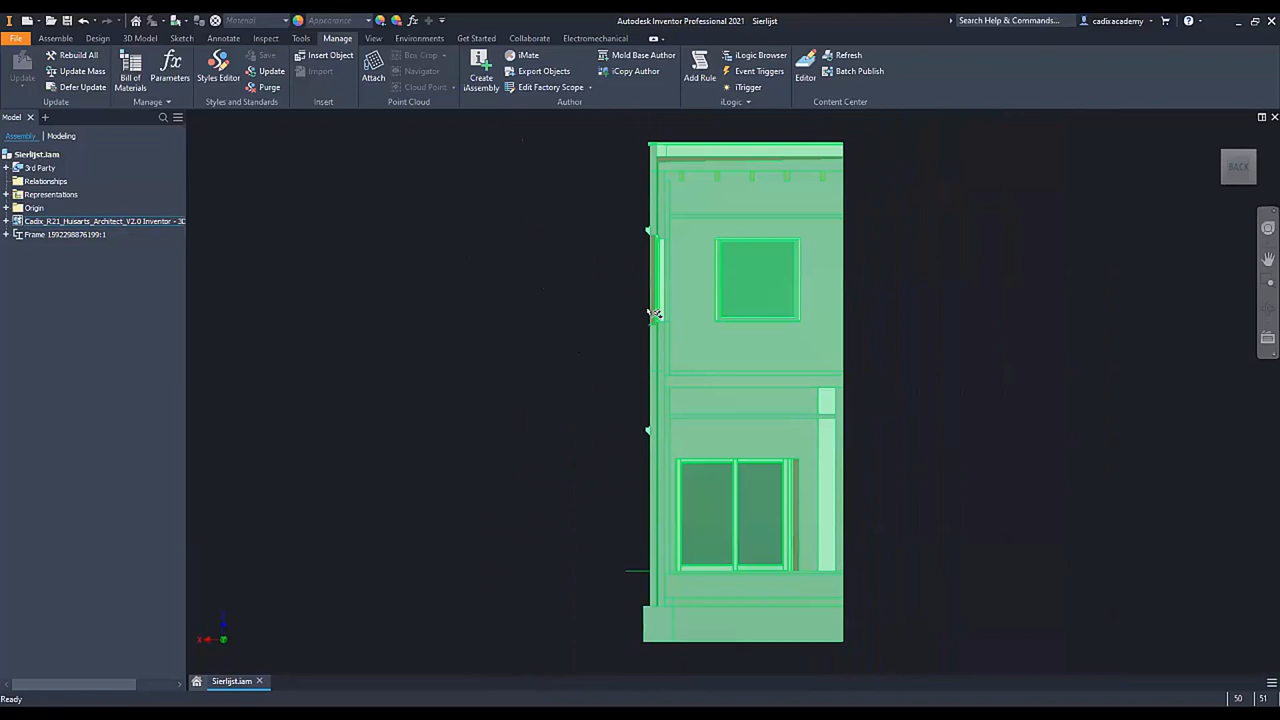 Material
Appearance
Autodesk Inventor Professional 2021 Sierlijst
Search Help & Commands...
cadixacademy
File Assemble Design 3D Model Sketch Annotate Inspect Tools Manage View Environments Get Started Collaborate Electromechanical
Update
Rebuild All
Update Mass
Defer Update
Update
Bill of Materials
Parameters
Manage
Styles Editor
Save
Update
Purge
Styles and Standards
Insert Object
Import
Insert
Attach
Box Crop
Navigator
Cloud Point
Point Cloud
Create iAssembly
iMate
Export Objects
Edit Factory Scope
Mold Base Author
iCopy Author
Author
Add Rule
iLogic Browser
Event Triggers
iTrigger
iLogic
Editor
Refresh
Batch Publish
Content Center
Model
Assembly Modeling
Sierlijst.iam
3rd Party
Relationships
Representations
Origin
Cadix_R21_Huisarts_Architect_V2.0 Inventor - 3D
Frame 1592298876199:1
BACK
Z
X
Sierlijst.iam
Ready
50 51